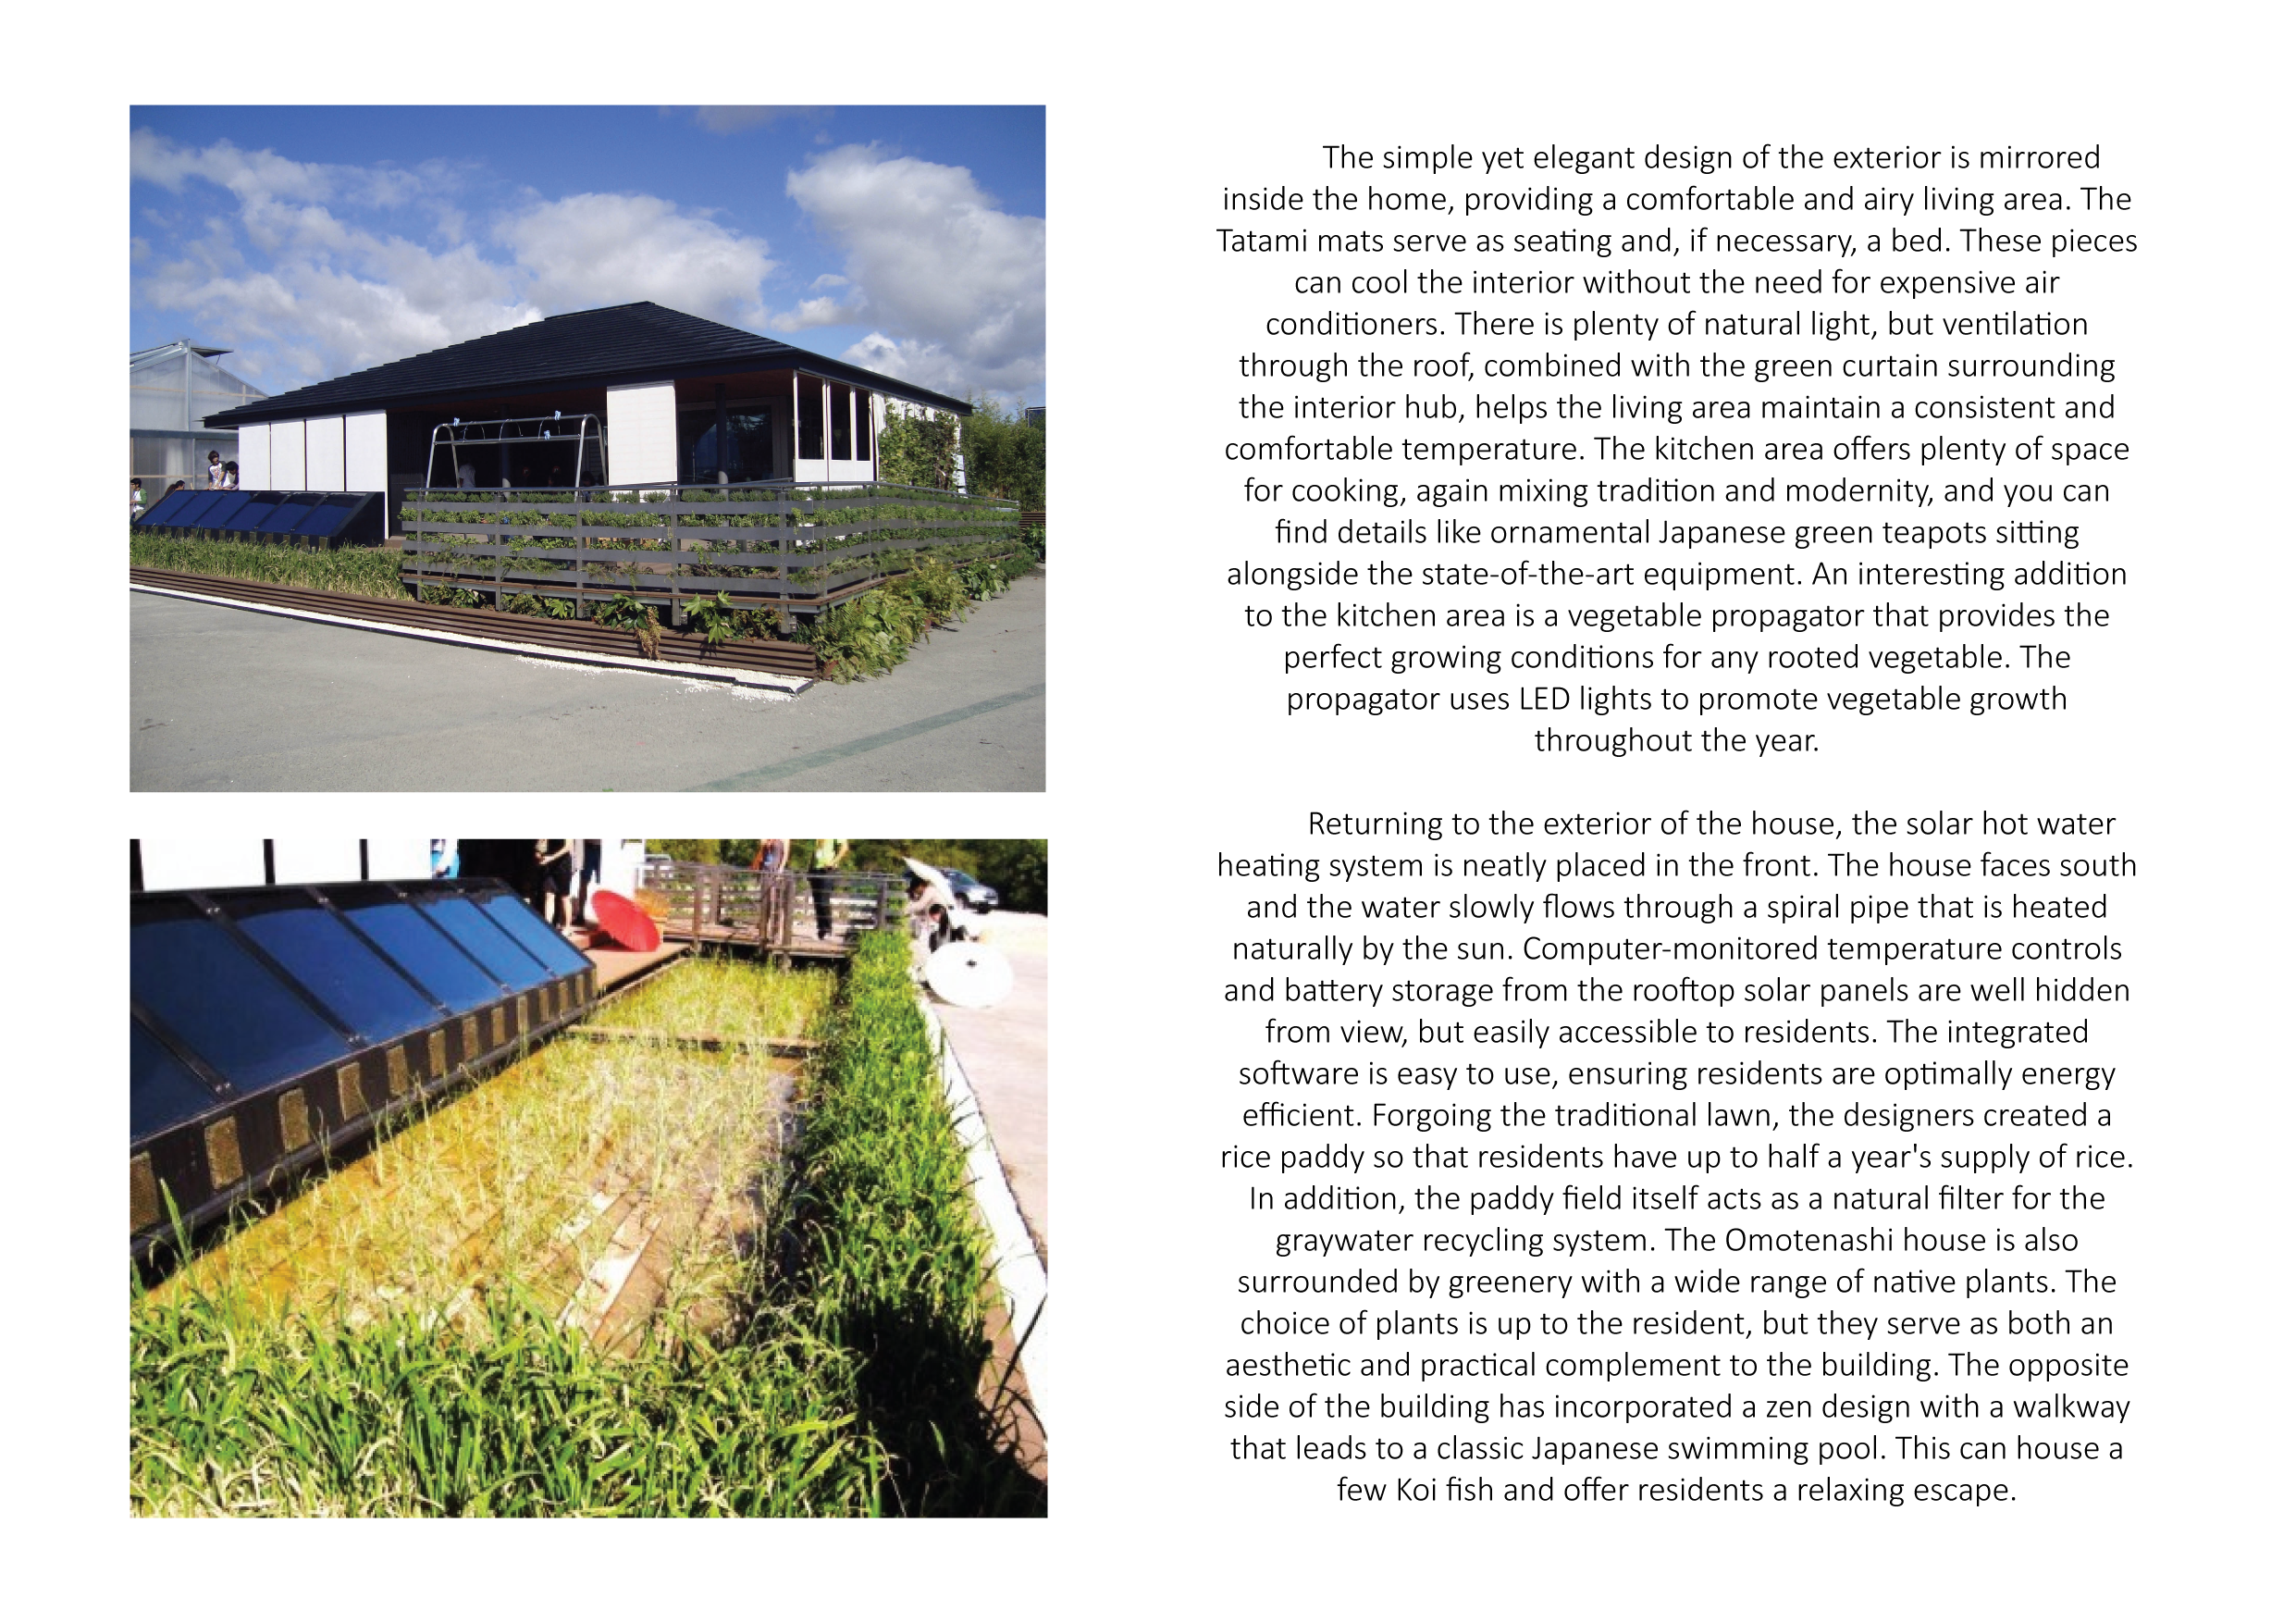 The simple yet elegant design of the exterior is mirrored
inside the home, providing a comfortable and airy living area. The
Tatami mats serve as seating and, if necessary, a bed. These pieces
can cool the interior without the need for expensive air
conditioners. There is plenty of natural light, but ventilation
through the roof, combined with the green curtain surrounding
the interior hub, helps the living area maintain a consistent and
comfortable temperature. The kitchen area offers plenty of space
for cooking, again mixing tradition and modernity, and you can
find details like ornamental Japanese green teapots sitting
alongside the state-of-the-art equipment. An interesting addition
to the kitchen area is a vegetable propagator that provides the
perfect growing conditions for any rooted vegetable. The
propagator uses LED lights to promote vegetable growth
throughout the year.
Returning to the exterior of the house, the solar hot water
heating system is neatly placed in the front. The house faces south
and the water slowly flows through a spiral pipe that is heated
naturally by the sun. Computer-monitored temperature controls
and battery storage from the rooftop solar panels are well hidden
from view, but easily accessible to residents. The integrated
software is easy to use, ensuring residents are optimally energy
efficient. Forgoing the traditional lawn, the designers created a
rice paddy so that residents have up to half a year's supply of rice.
In addition, the paddy field itself acts as a natural filter for the
graywater recycling system. The Omotenashi house is also
surrounded by greenery with a wide range of native plants. The
choice of plants is up to the resident, but they serve as both an
aesthetic and practical complement to the building. The opposite
side of the building has incorporated a zen design with a walkway
that leads to a classic Japanese swimming pool. This can house a
few Koi fish and offer residents a relaxing escape.